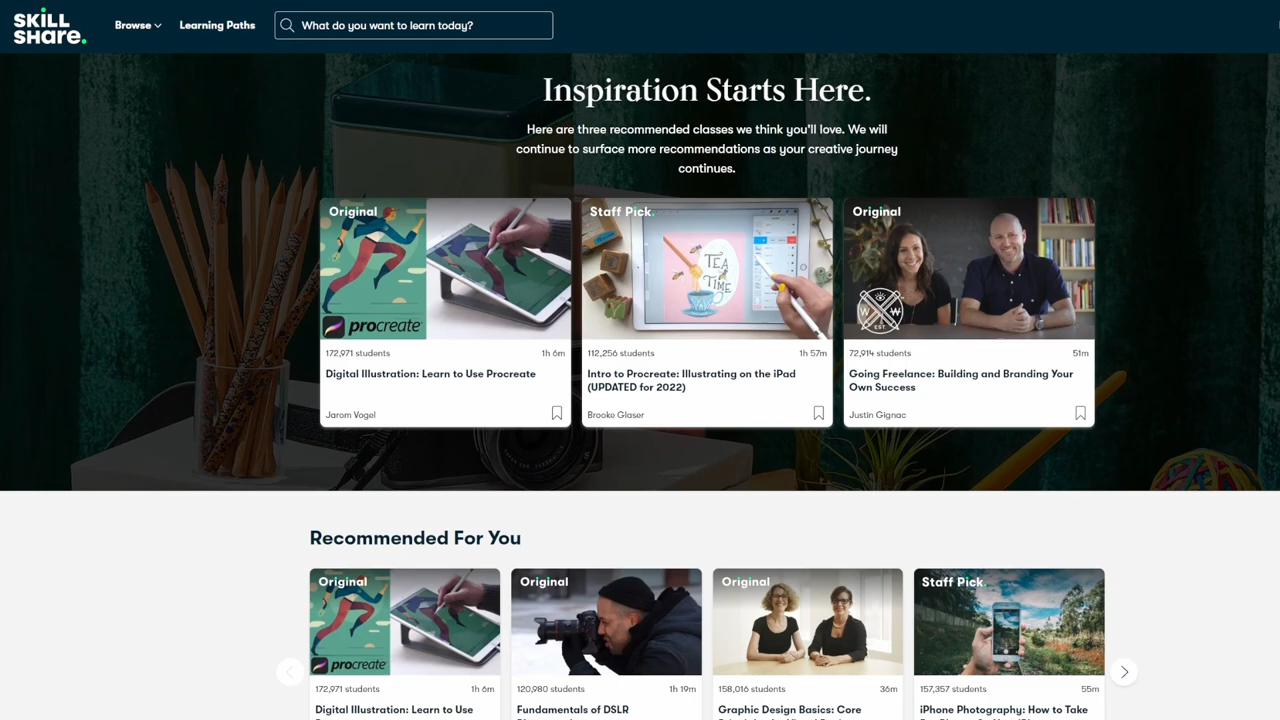 SKiLL
SHare.
Browse
Learning Paths
What do you want to learn today?
Inspiration Starts Here.
Here are three recommended classes we think you'll love. We will
continue to surface more recommendations as your creative journey
continues.
Original
procreate
172,971 students
1h 6m
Digital Illustration: Learn to Use Procreate
Jarom Vogel
Staff Pick.
TEA
TIME
112,256 students
1h 57m
Intro to Procreate: Illustrating on the iPad
(UPDATED for 2022)
Brooke Glaser
Original
W W
EST.
72,914 students
51m
Going Freelance: Building and Branding Your
Own Success
Justin Gignac
Recommended For You
Original
procreate
172,971 students
1h 6m
Digital Illustration: Learn to Use
Original
120,980 students
1h 19m
Fundamentals of DSLR
Original
158,016 students
36m
Graphic Design Basics: Core
Staff Pick.
157,357 students
55m
iPhone Photography: How to Take